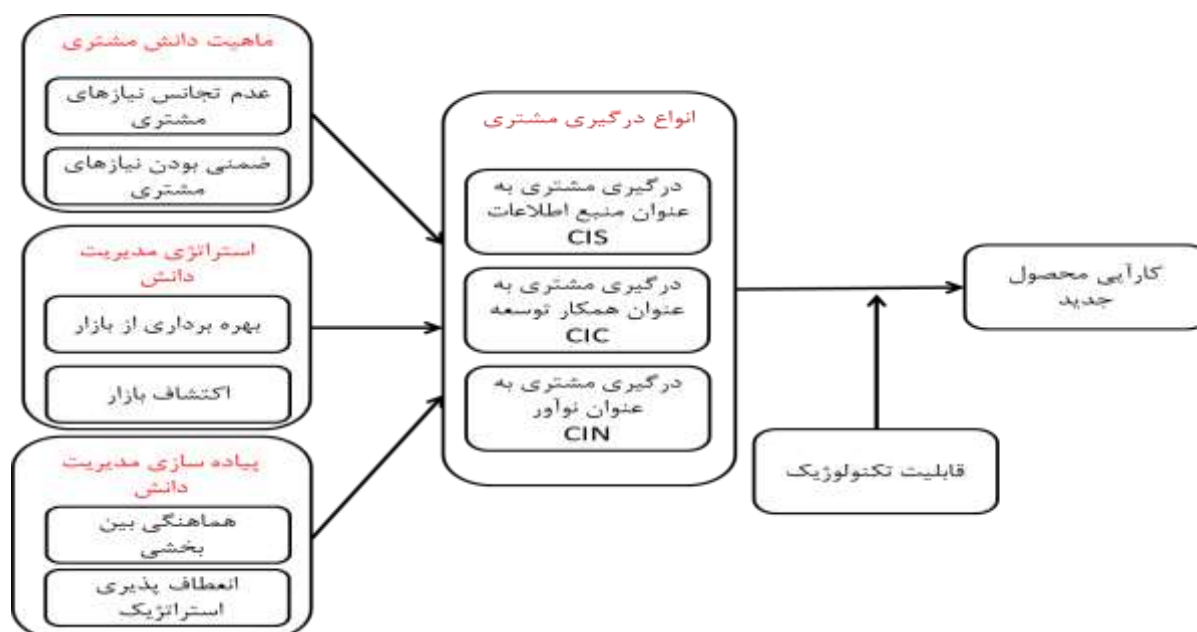 ماهیت دانش مشتری
عدم تجانس نیازهای
مشتری
ضمنی بودن نیازهای
مشتری
استراتژی مدیریت
دانش
بهره برداری از بازار
اکتشاف بازار
پیاده سازی مدیریت
دانش
هماهنگی بین
بخشی
انعطاف پذیری
استراتژیک
انواع درگیری مشتری
درگیری مشتری به
عنوان منبع اطلاعات
CIS
درگیری مشتری به
عنوان همکار توسعه
CIC
درگیری مشتری به
عنوان نوآور
CIN
کارآیی محصول
جدید
قابلیت تکنولوژیک